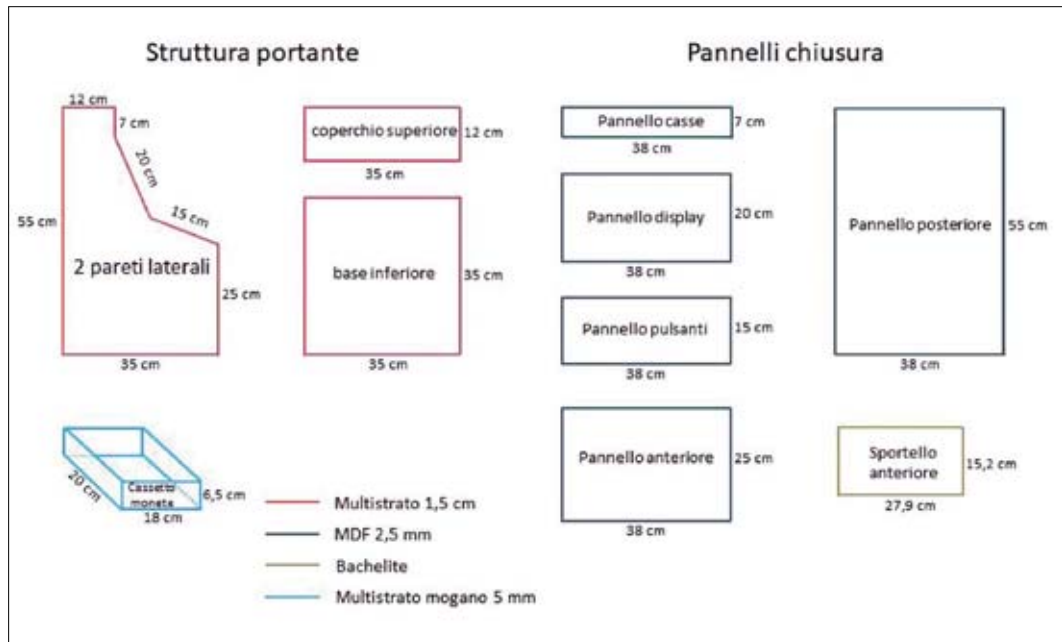 Struttura portante
12 cm
7 cm
20 cm
15 cm
55 cm
2 pareti laterali
25 cm
35 cm
coperchio superiore
12 cm
35 cm
base inferiore
35 cm
35 cm
Cassetto
monete
20 cm
6,5 cm
18 cm
Multistrato 1,5 cm
MDF 2,5 mm
Bachelite
Multistrato mogano 5 mm
Pannelli chiusura
Pannello casse
7 cm
38 cm
Pannello display
20 cm
38 cm
Pannello pulsanti
15 cm
38 cm
Pannello anteriore
25 cm
38 cm
Pannello posteriore
55 cm
38 cm
Sportello
anteriore
15,2 cm
27,9 cm